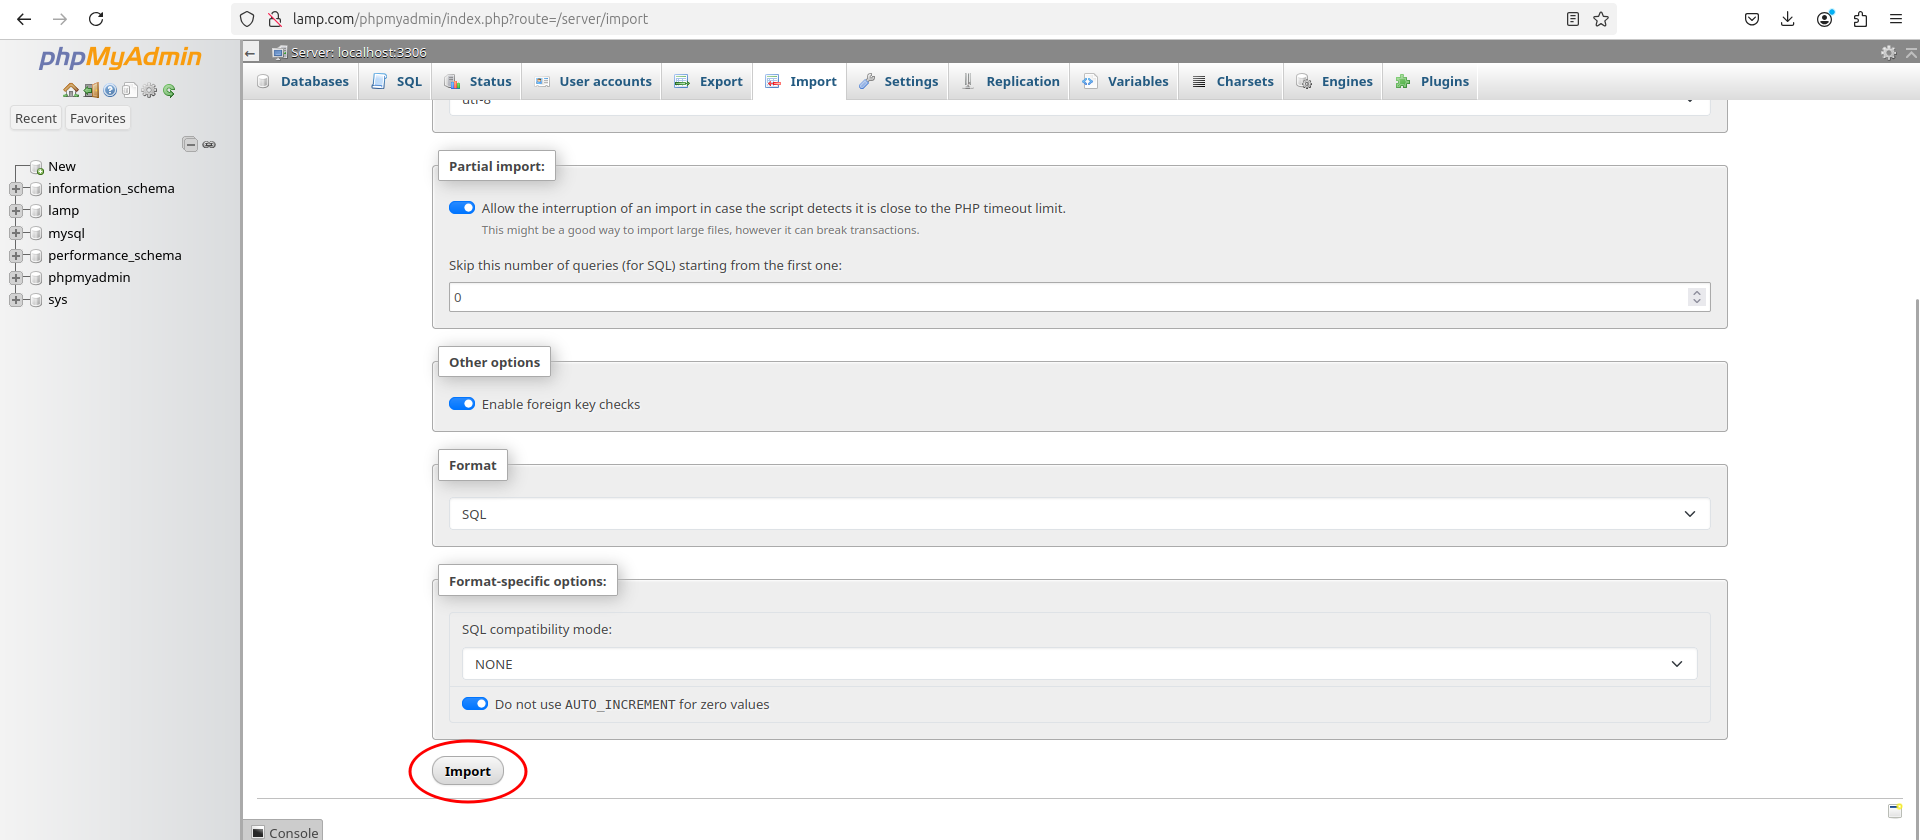 lamp.com/phpmyadmin/index.php?route=/server/import
phpMyAdmin
Recent
Favorites
New
information_schema
lamp
mysql
performance_schema
phpmyadmin
sys
Server: localhost:3306
Databases
SQL
Status
User accounts
Export
Import
Settings
Replication
Variables
Charsets
Engines
Plugins
utf-8
Partial import:
Allow the interruption of an import in case the script detects it is close to the PHP timeout limit.
This might be a good way to import large files, however it can break transactions.
Skip this number of queries (for SQL) starting from the first one:
0
Other options
Enable foreign key checks
Format
SQL
Format-specific options:
SQL compatibility mode:
NONE
Do not use AUTO_INCREMENT for zero values
Import
Console